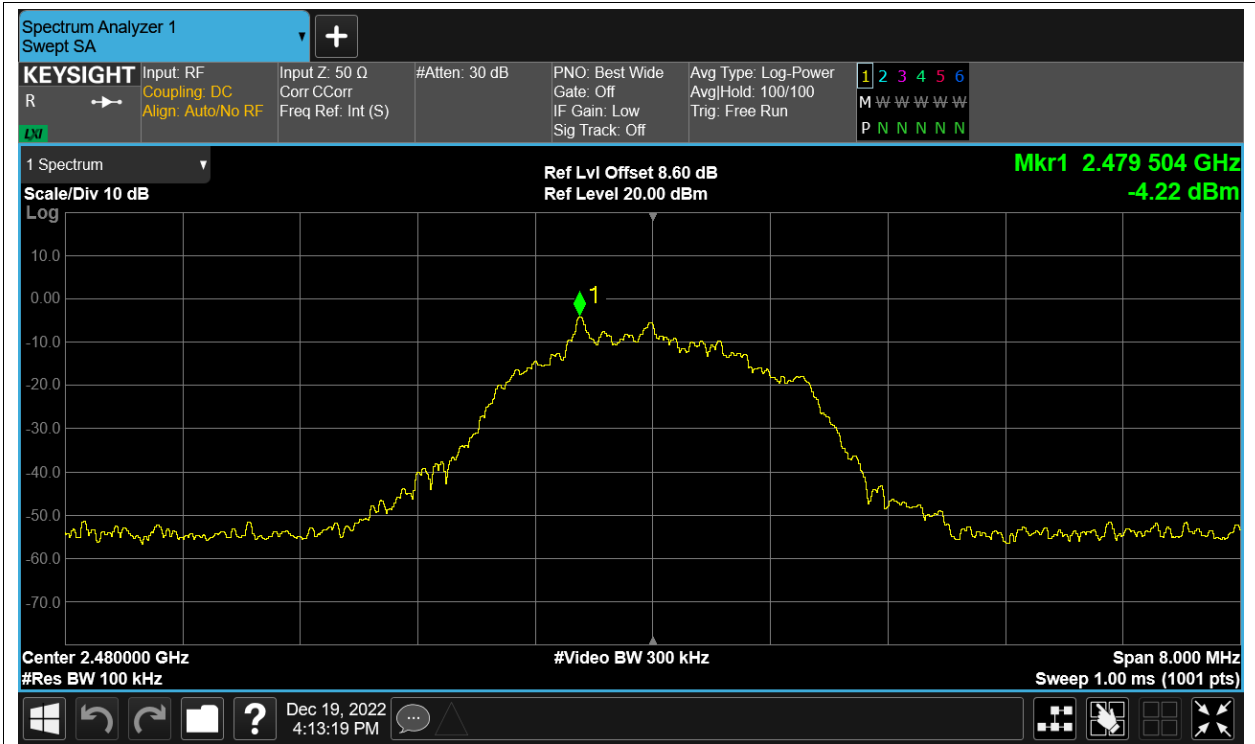 Spectrum Analyzer 1
Swept SA
KEYSIGHT
R
LXI
Input: RF
Coupling: DC
Align: Auto/No RF
Input Z: 50 Ω
Corr CCorr
Freq Ref: Int (S)
#Atten: 30 dB
PNO: Best Wide
Gate: Off
IF Gain: Low
Sig Track: Off
Avg Type: Log-Power
Avg|Hold: 100/100
Trig: Free Run
1 2 3 4 5 6
M W W W W W
P N N N N N
1 Spectrum
Scale/Div 10 dB
Log
Ref Lvl Offset 8.60 dB
Ref Level 20.00 dBm
Mkr1 2.479 504 GHz
-4.22 dBm
10.0
0.00
-10.0
-20.0
-30.0
-40.0
-50.0
-60.0
-70.0
1
Center 2.480000 GHz
#Res BW 100 kHz
#Video BW 300 kHz
Span 8.000 MHz
Sweep 1.00 ms (1001 pts)
?
Dec 19, 2022
4:13:19 PM